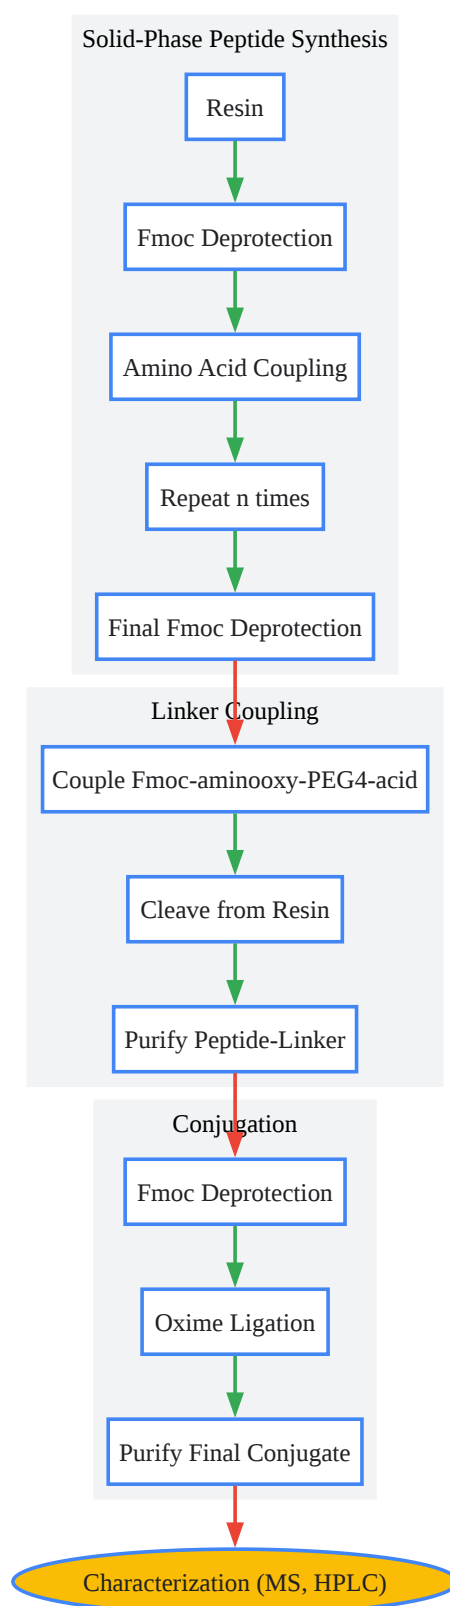 Solid-Phase Peptide Synthesis
Resin
Fmoc Deprotection
Amino Acid Coupling
Repeat n times
Final Fmoc Deprotection
Linker Coupling
Couple Fmoc-aminooxy-PEG4-acid
Cleave from Resin
Purify Peptide-Linker
Conjugation
Fmoc Deprotection
Oxime Ligation
Purify Final Conjugate
Characterization (MS, HPLC)